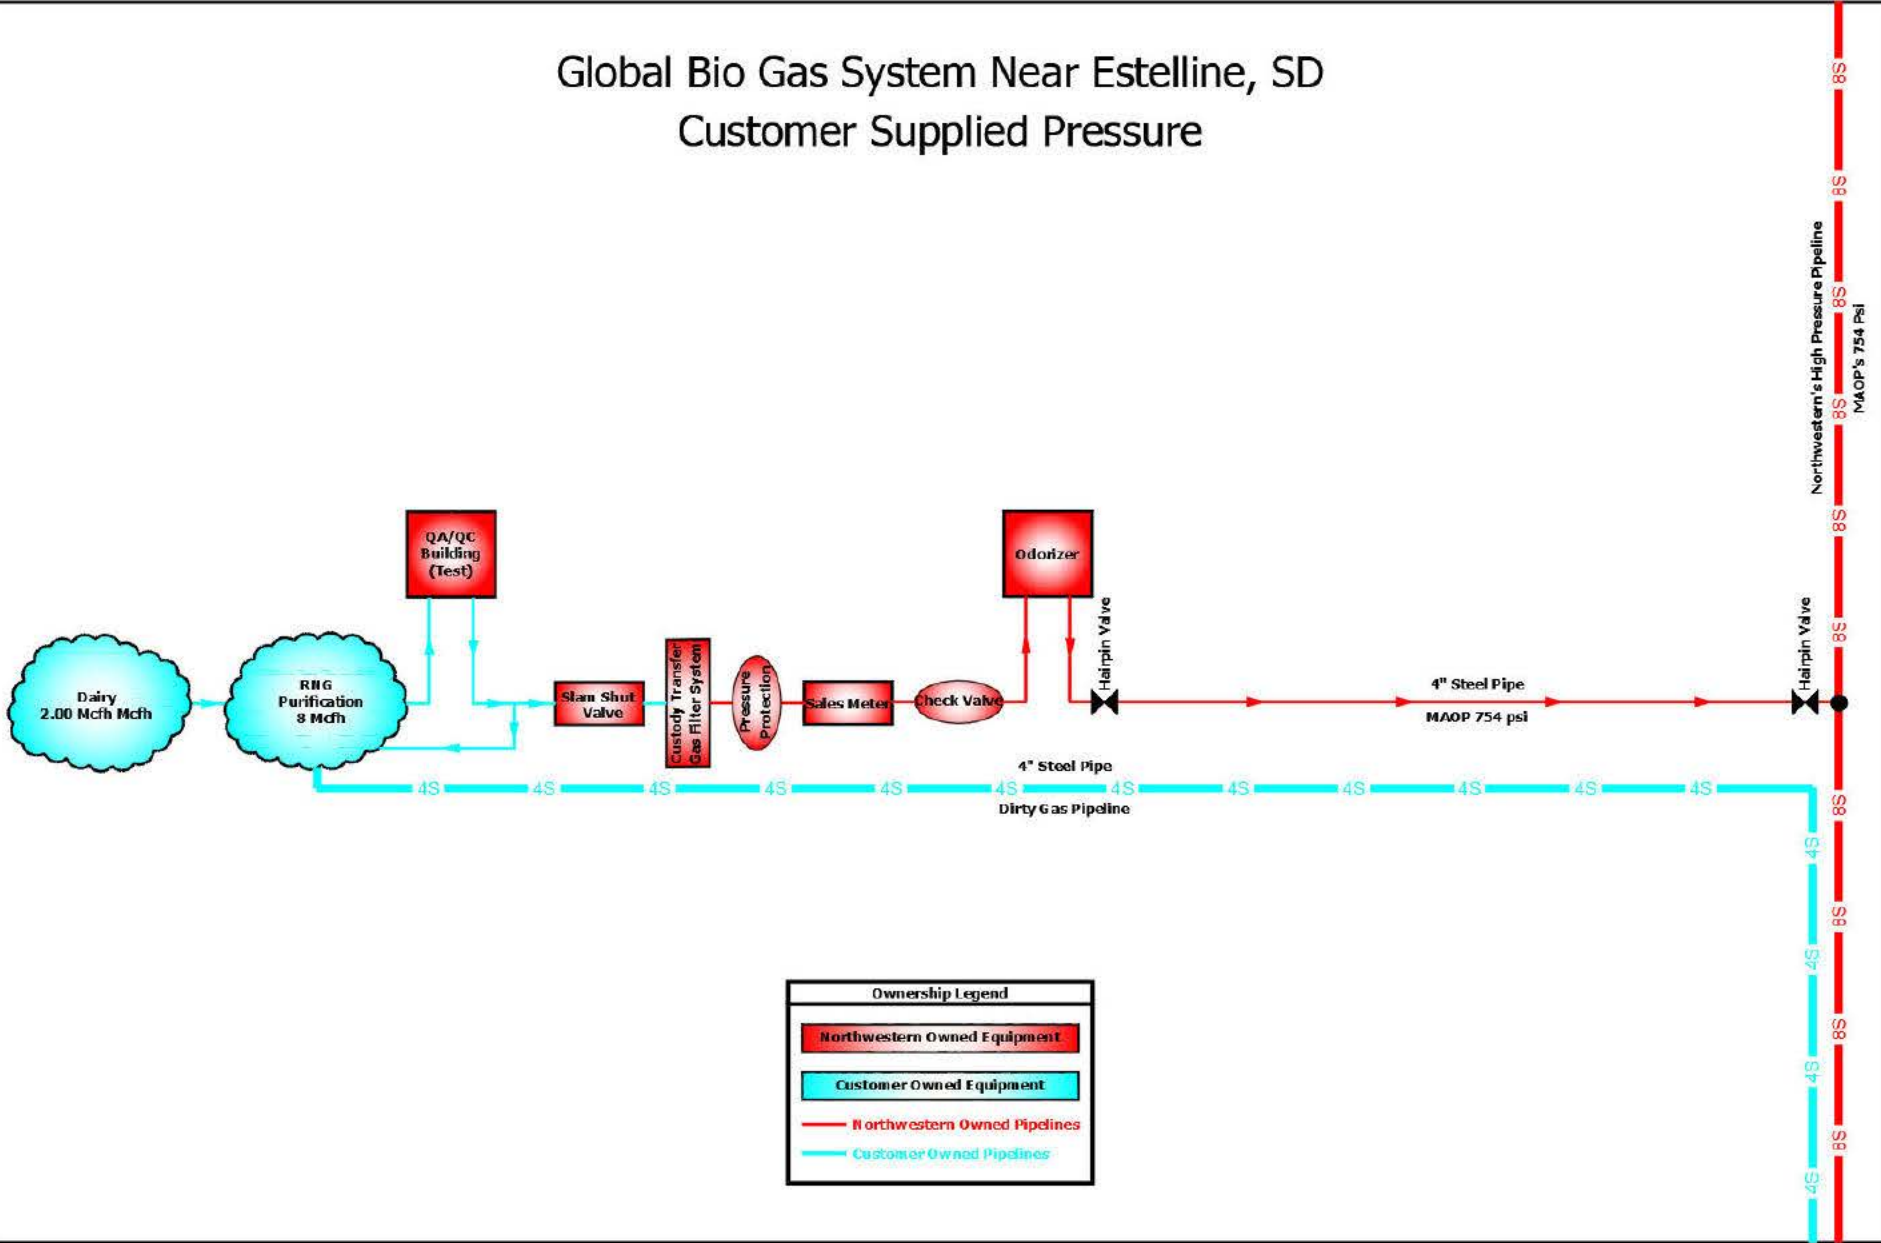 Global Bio Gas System Near Estelline, SD
Customer Supplied Pressure
Northwestern's High Pressure Pipeline
MAOP's 754 Psi
8S
8S
8S
8S
8S
8S
8S
8S
8S
8S
QA/QC
Building
(Test)
Odorizer
Dairy
2.00 Mcfh Mcfh
RNG
Purification
8 Mcfh
Slam Shut
Valve
Custody Transfer
Gas Filter System
Pressure
Protection
Sales Meter
Check Valve
Hairpin Valve
4" Steel Pipe
MAOP 754 psi
Hairpin Valve
4" Steel Pipe
4S
4S
4S
4S
4S
4S
4S
4S
4S
4S
4S
4S
Dirty Gas Pipeline
4S
4S
4S
4S
Ownership Legend
Northwestern Owned Equipment
Customer Owned Equipment
Northwestern Owned Pipelines
Customer Owned Pipelines